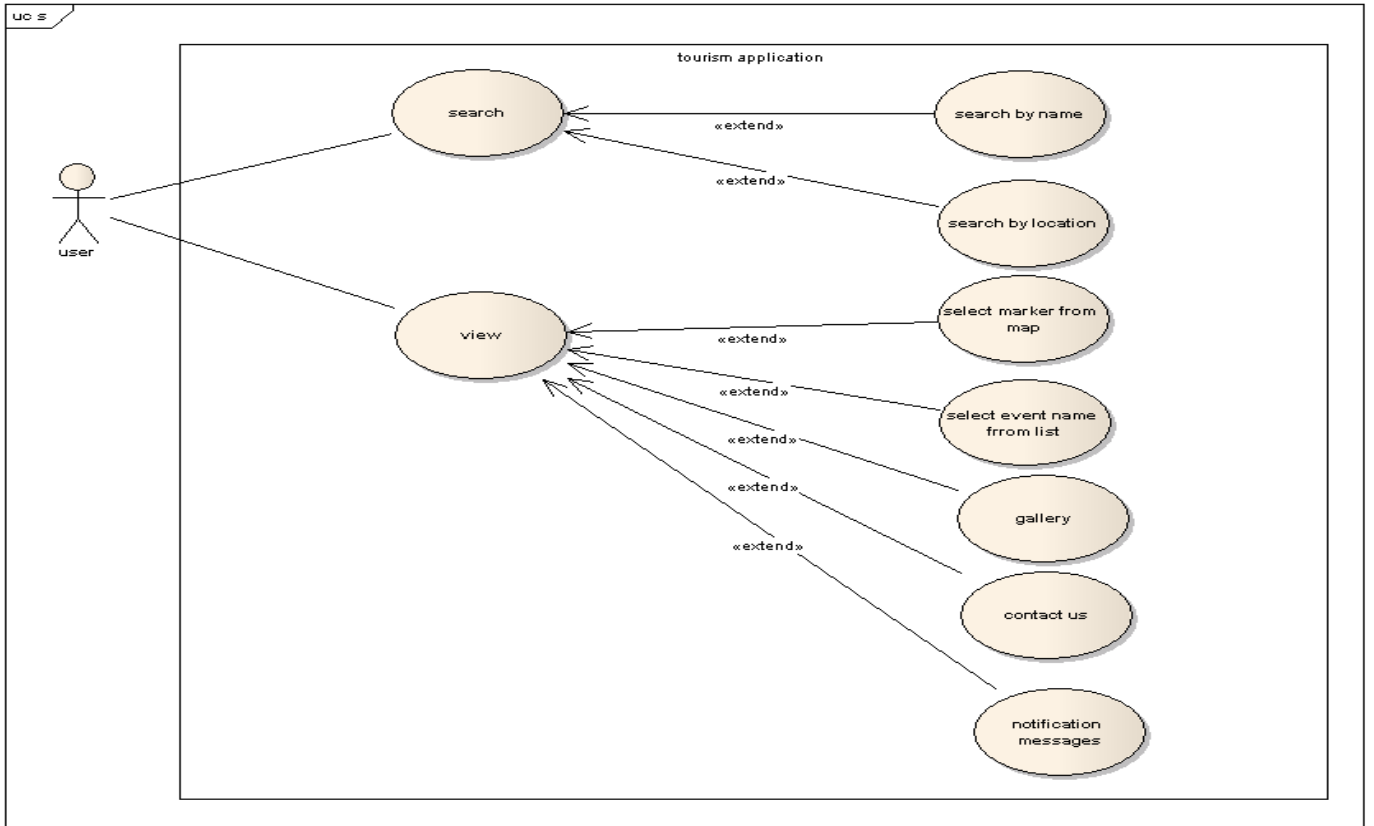 uc s
tourism application
search
search by name
«extend»
«extend»
search by location
user
view
select marker from
map
«extend»
select event name
frrom list
«extend»
«extend»
gallery
«extend»
«extend»
contact us
notification
messages